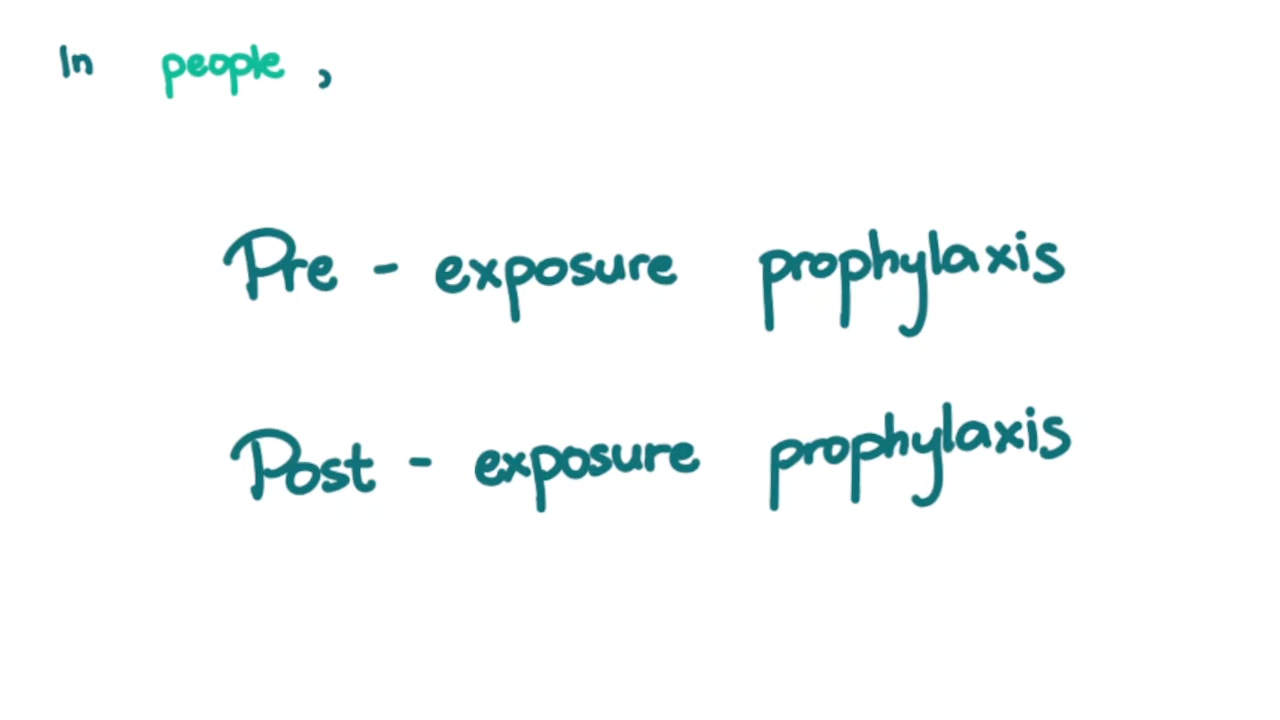 In people,
Pre - exposure prophylaxis
Post - exposure prophylaxis